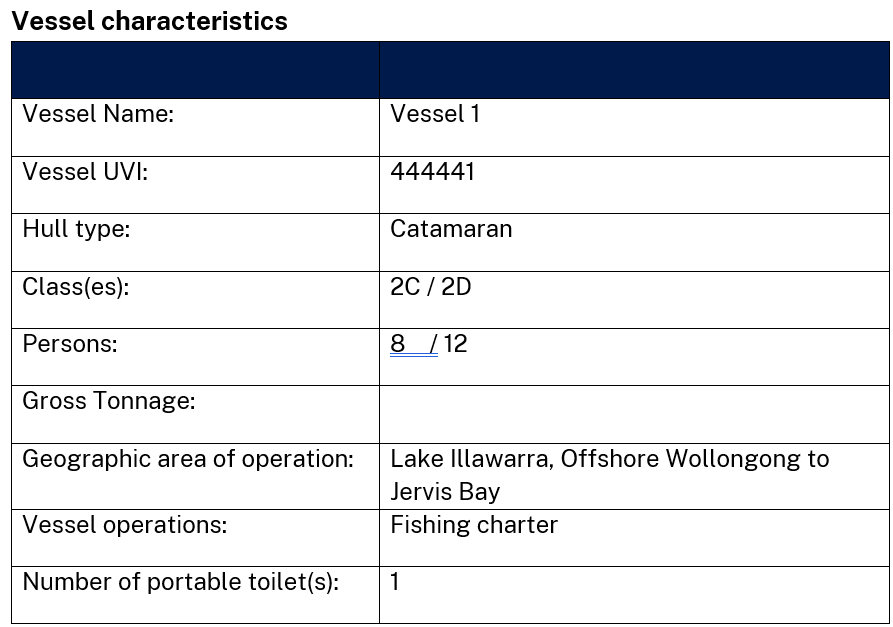 Vessel characteristics
Vessel Name: Vessel 1
Vessel UVI: 444441
Hull type: Catamaran
Class(es): 2C / 2D
Persons: 8 / 12
Gross Tonnage:
Geographic area of operation: Lake Illawarra, Offshore Wollongong to
Jervis Bay
Vessel operations: Fishing charter
Number of portable toilet(s): 1